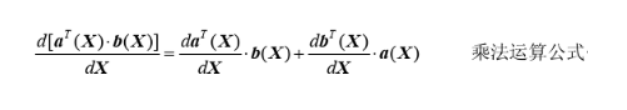 d[a^T(X)·b(X)]/dX = da^T(X)/dX · b(X) + db^T(X)/dX · a(X) 乘法运算公式